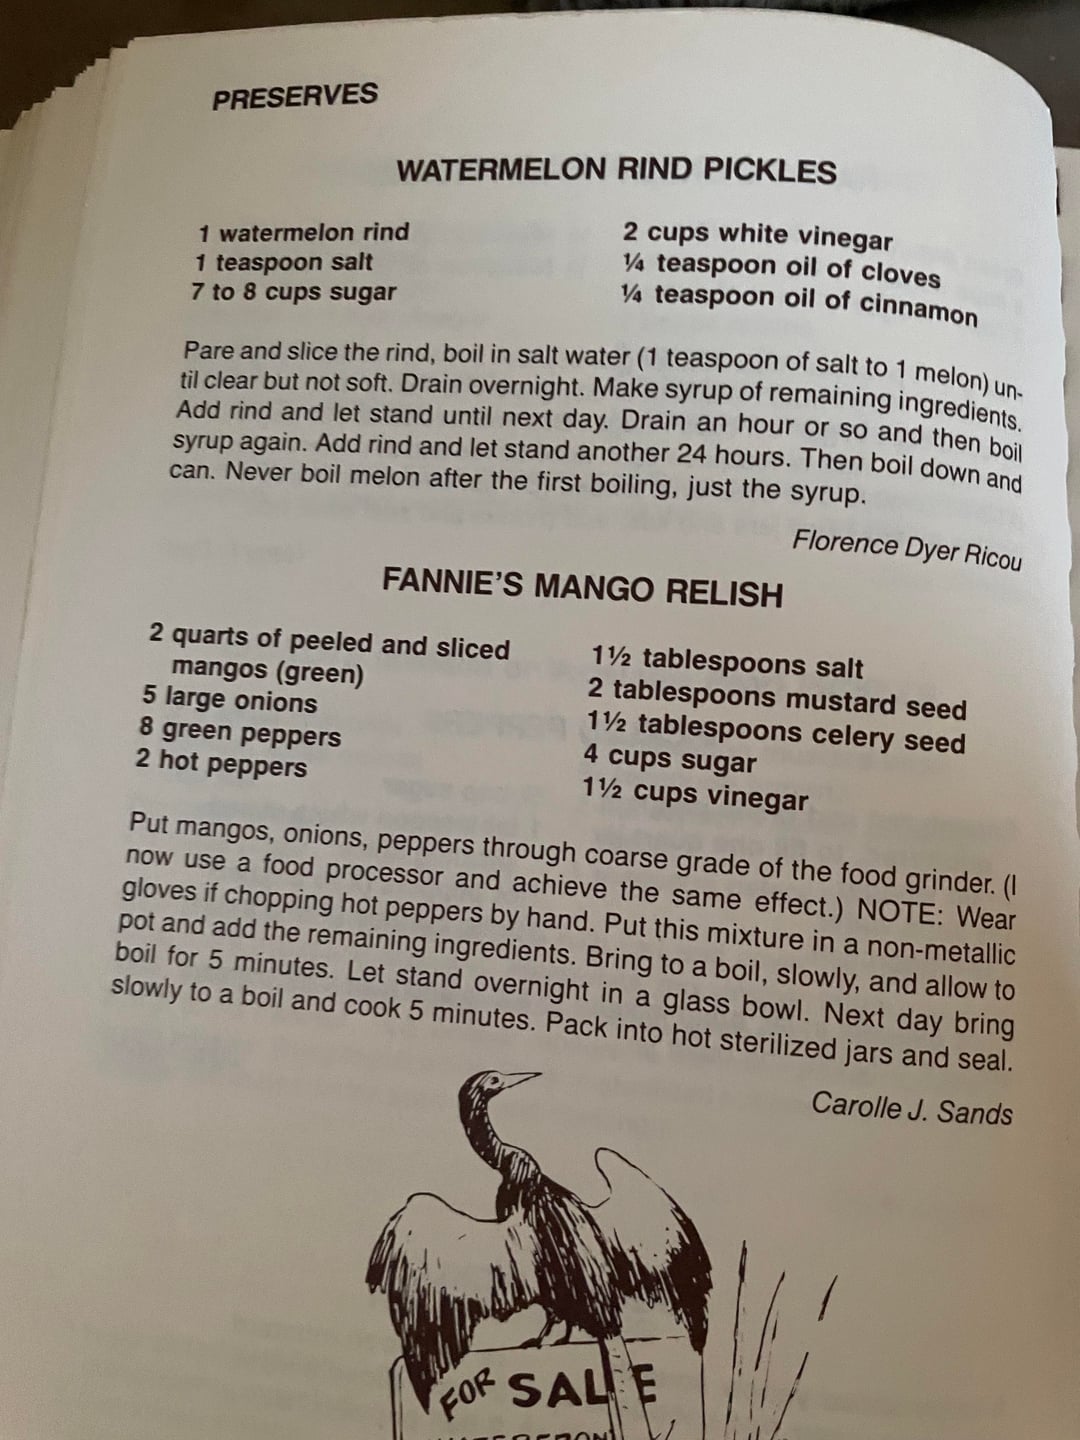 PRESERVES
WATERMELON RIND PICKLES
1 watermelon rind
1 teaspoon salt
7 to 8 cups sugar
2 cups white vinegar
¼ teaspoon oil of cloves
¼ teaspoon oil of cinnamon
Pare and slice the rind, boil in salt water (1 teaspoon of salt to 1 melon) un-
til clear but not soft. Drain overnight. Make syrup of remaining ingredients.
Add rind and let stand until next day. Drain an hour or so and then boil
syrup again. Add rind and let stand another 24 hours. Then boil down and
can. Never boil melon after the first boiling, just the syrup.
Florence Dyer Ricou
FANNIE'S MANGO RELISH
2 quarts of peeled and sliced
mangos (green)
5 large onions
8 green peppers
2 hot peppers
1½ tablespoons salt
2 tablespoons mustard seed
1½ tablespoons celery seed
4 cups sugar
1½ cups vinegar
Put mangos, onions, peppers through coarse grade of the food grinder. (I
now use a food processor and achieve the same effect.) NOTE: Wear
gloves if chopping hot peppers by hand. Put this mixture in a non-metallic
pot and add the remaining ingredients. Bring to a boil, slowly, and allow to
boil for 5 minutes. Let stand overnight in a glass bowl. Next day bring
slowly to a boil and cook 5 minutes. Pack into hot sterilized jars and seal.
Carolle J. Sands
FOR SALE